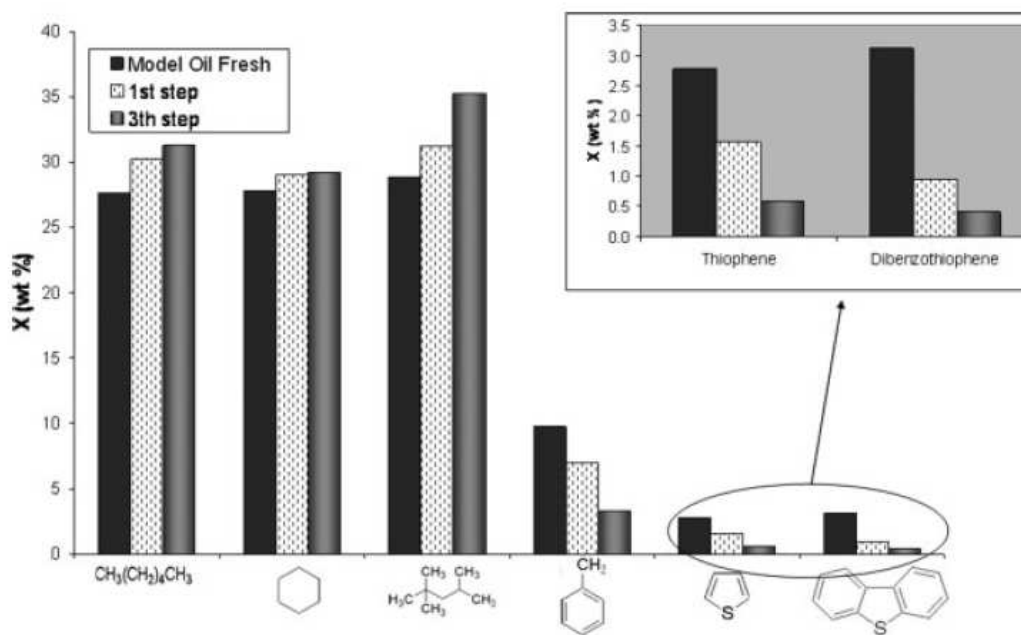 40
35
30
25
20
15
10
5
0
X (wt %)
Model Oil Fresh
1st step
3th step
3.5
3.0
2.5
2.0
1.5
1.0
0.5
0.0
X (wt %)
Thiophene
Dibenzothiophene
CH₃(CH₂)₄CH₃
CH₃ CH₃
H₃C CH₃ CH₃
CH₂
S
S